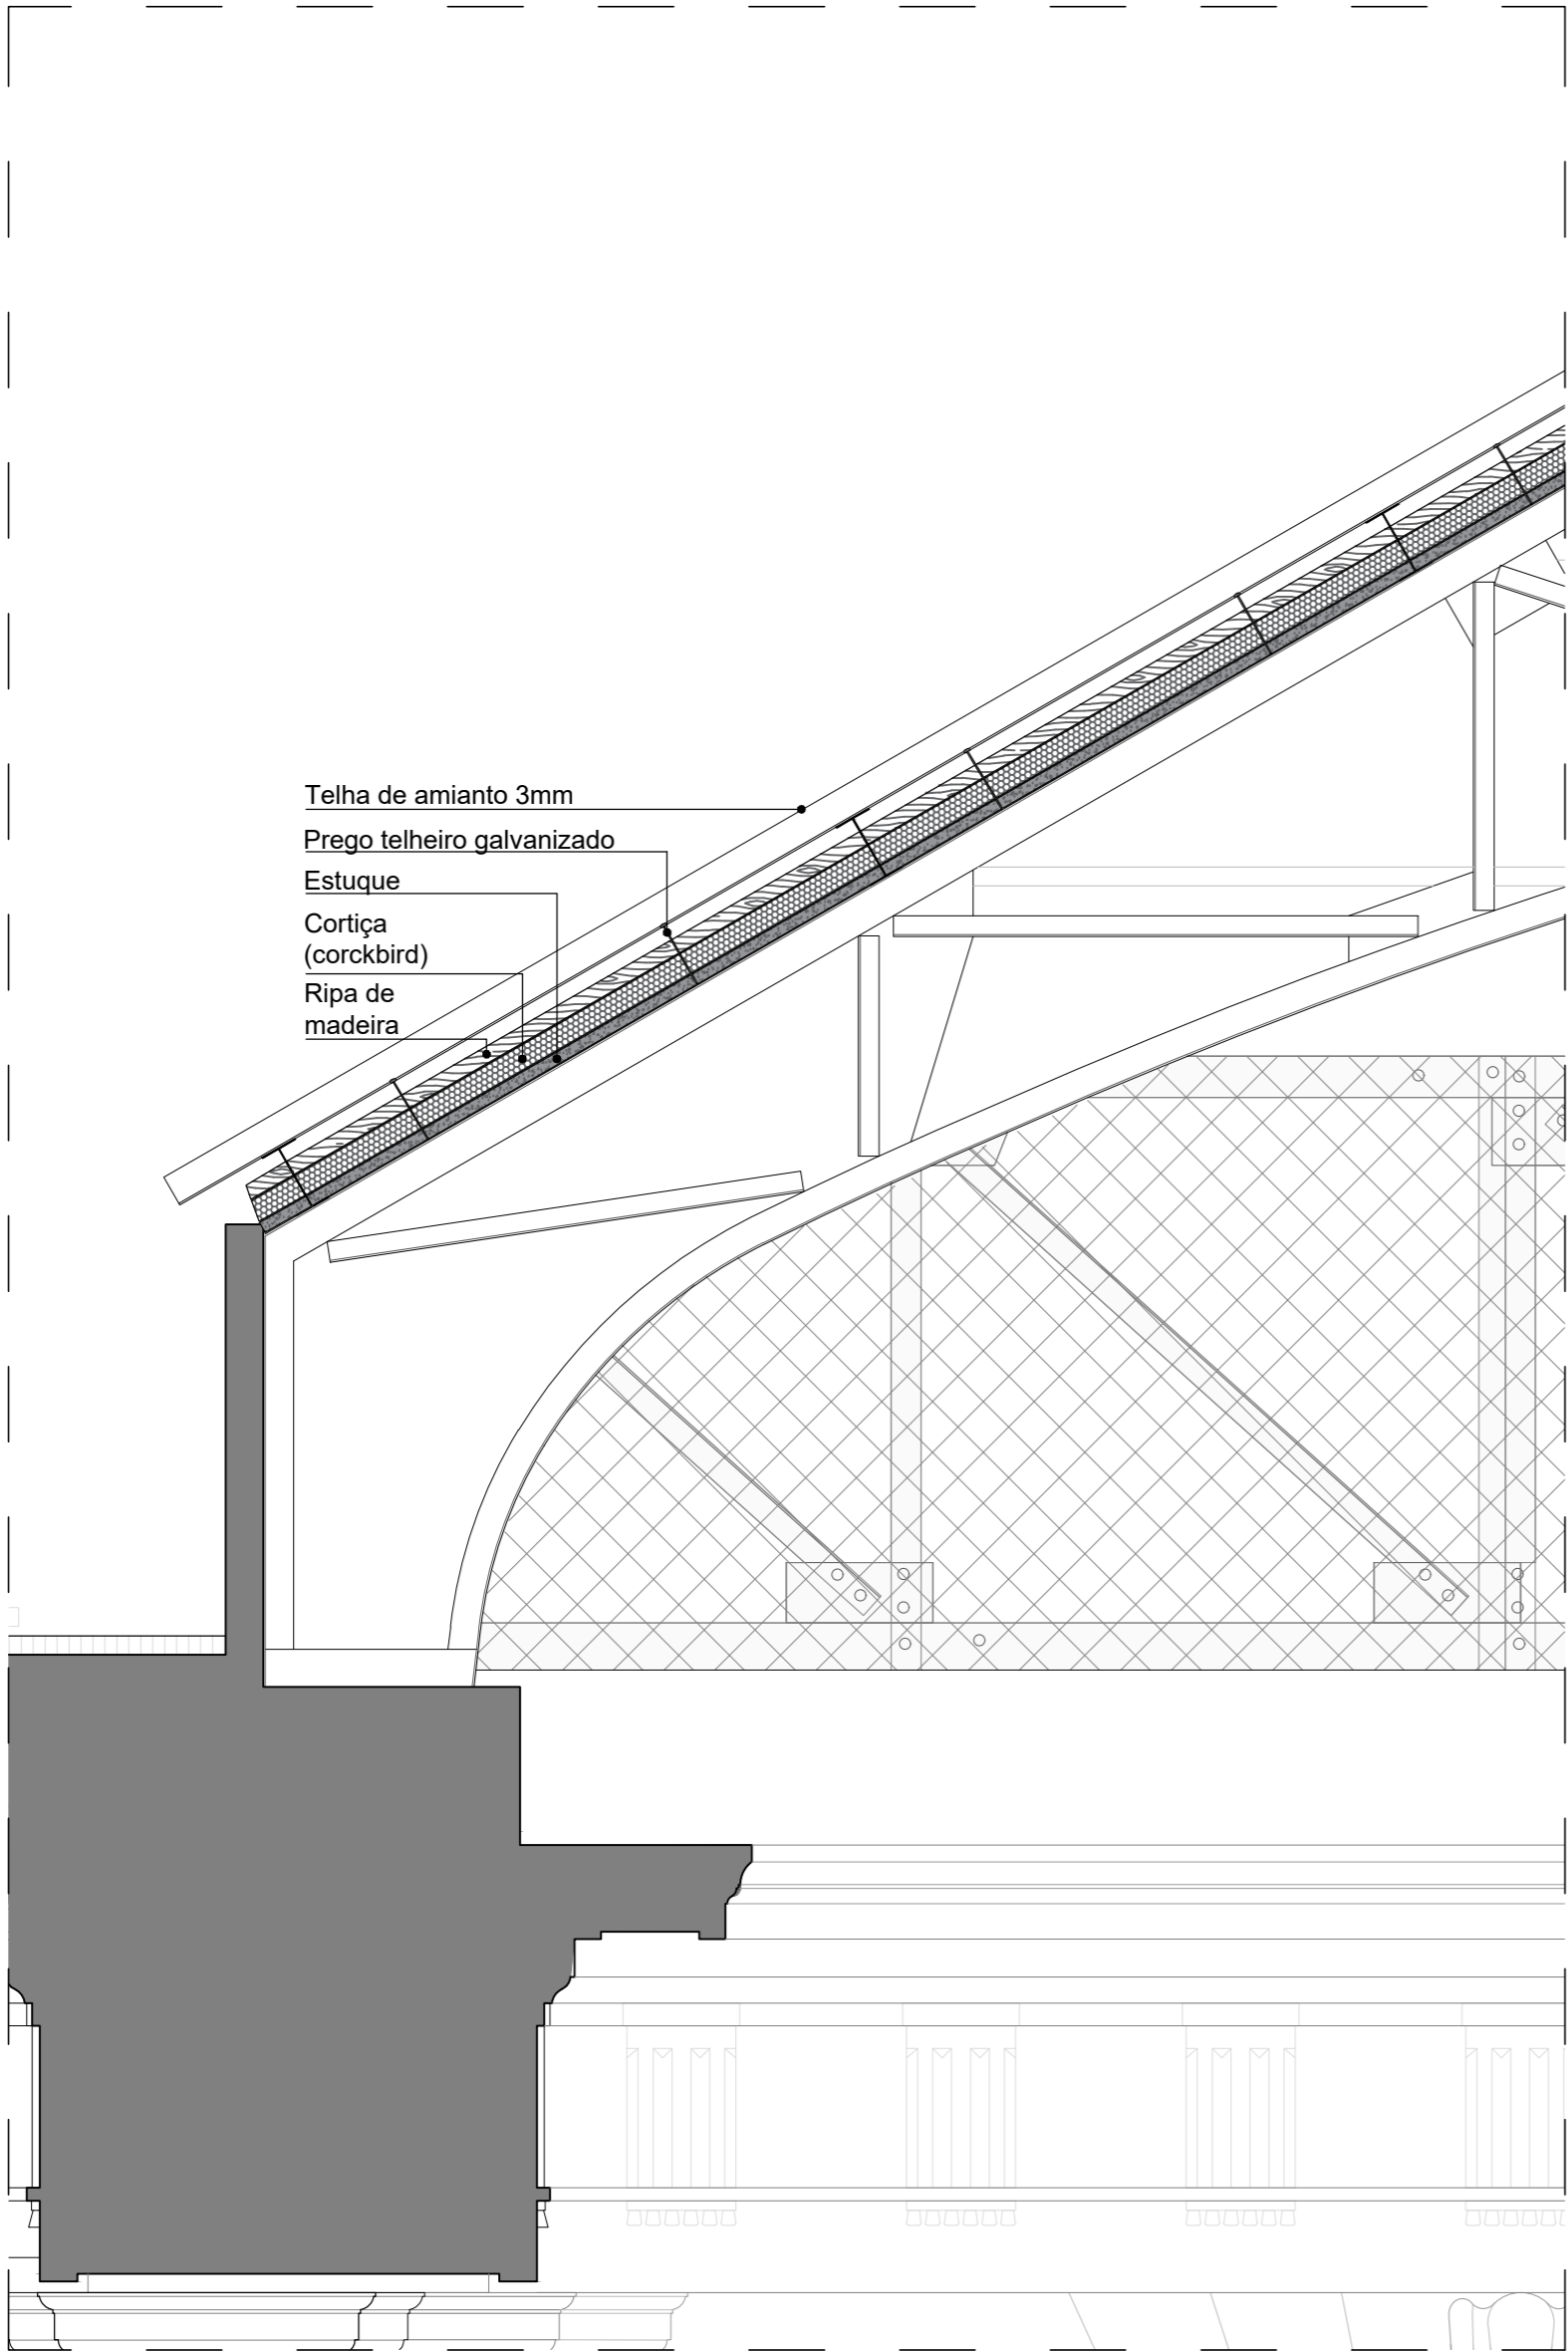 Telha de amianto 3mm
Prego telheiro galvanizado
Estuque
Cortiça
(corckbird)
Ripa de
madeira